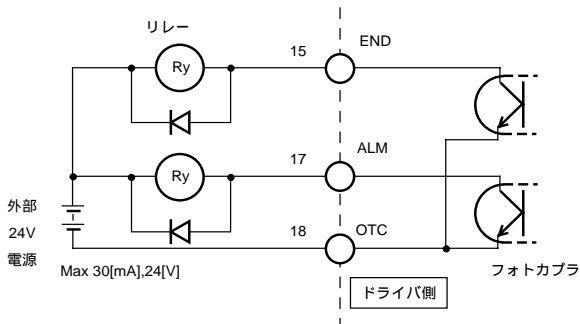 リレー
Ry
15
END
Ry
17
ALM
外部
24V
電源
18
OTC
Max 30[mA],24[V]
ドライバ側
フォトカプラ